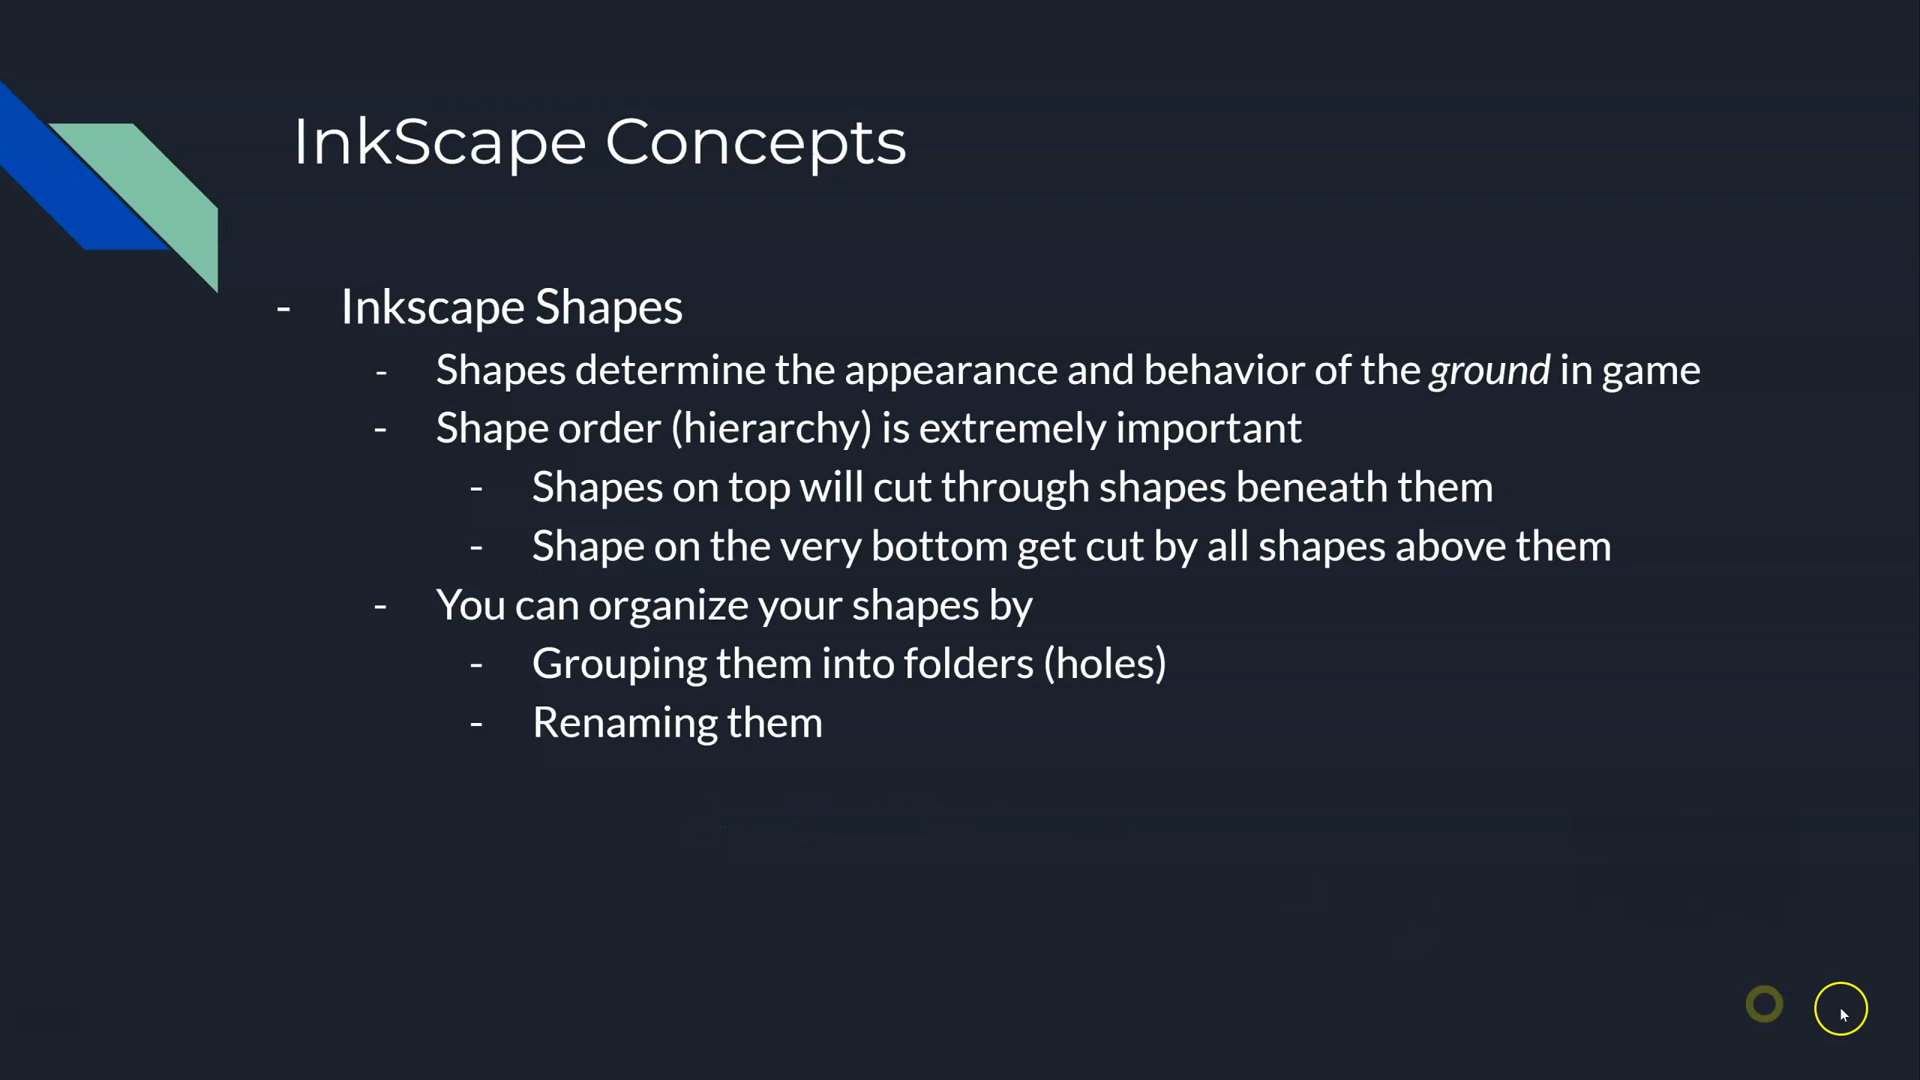 InkScape Concepts
- Inkscape Shapes
- Shapes determine the appearance and behavior of the ground in game
- Shape order (hierarchy) is extremely important
- Shapes on top will cut through shapes beneath them
- Shape on the very bottom get cut by all shapes above them
- You can organize your shapes by
- Grouping them into folders (holes)
- Renaming them